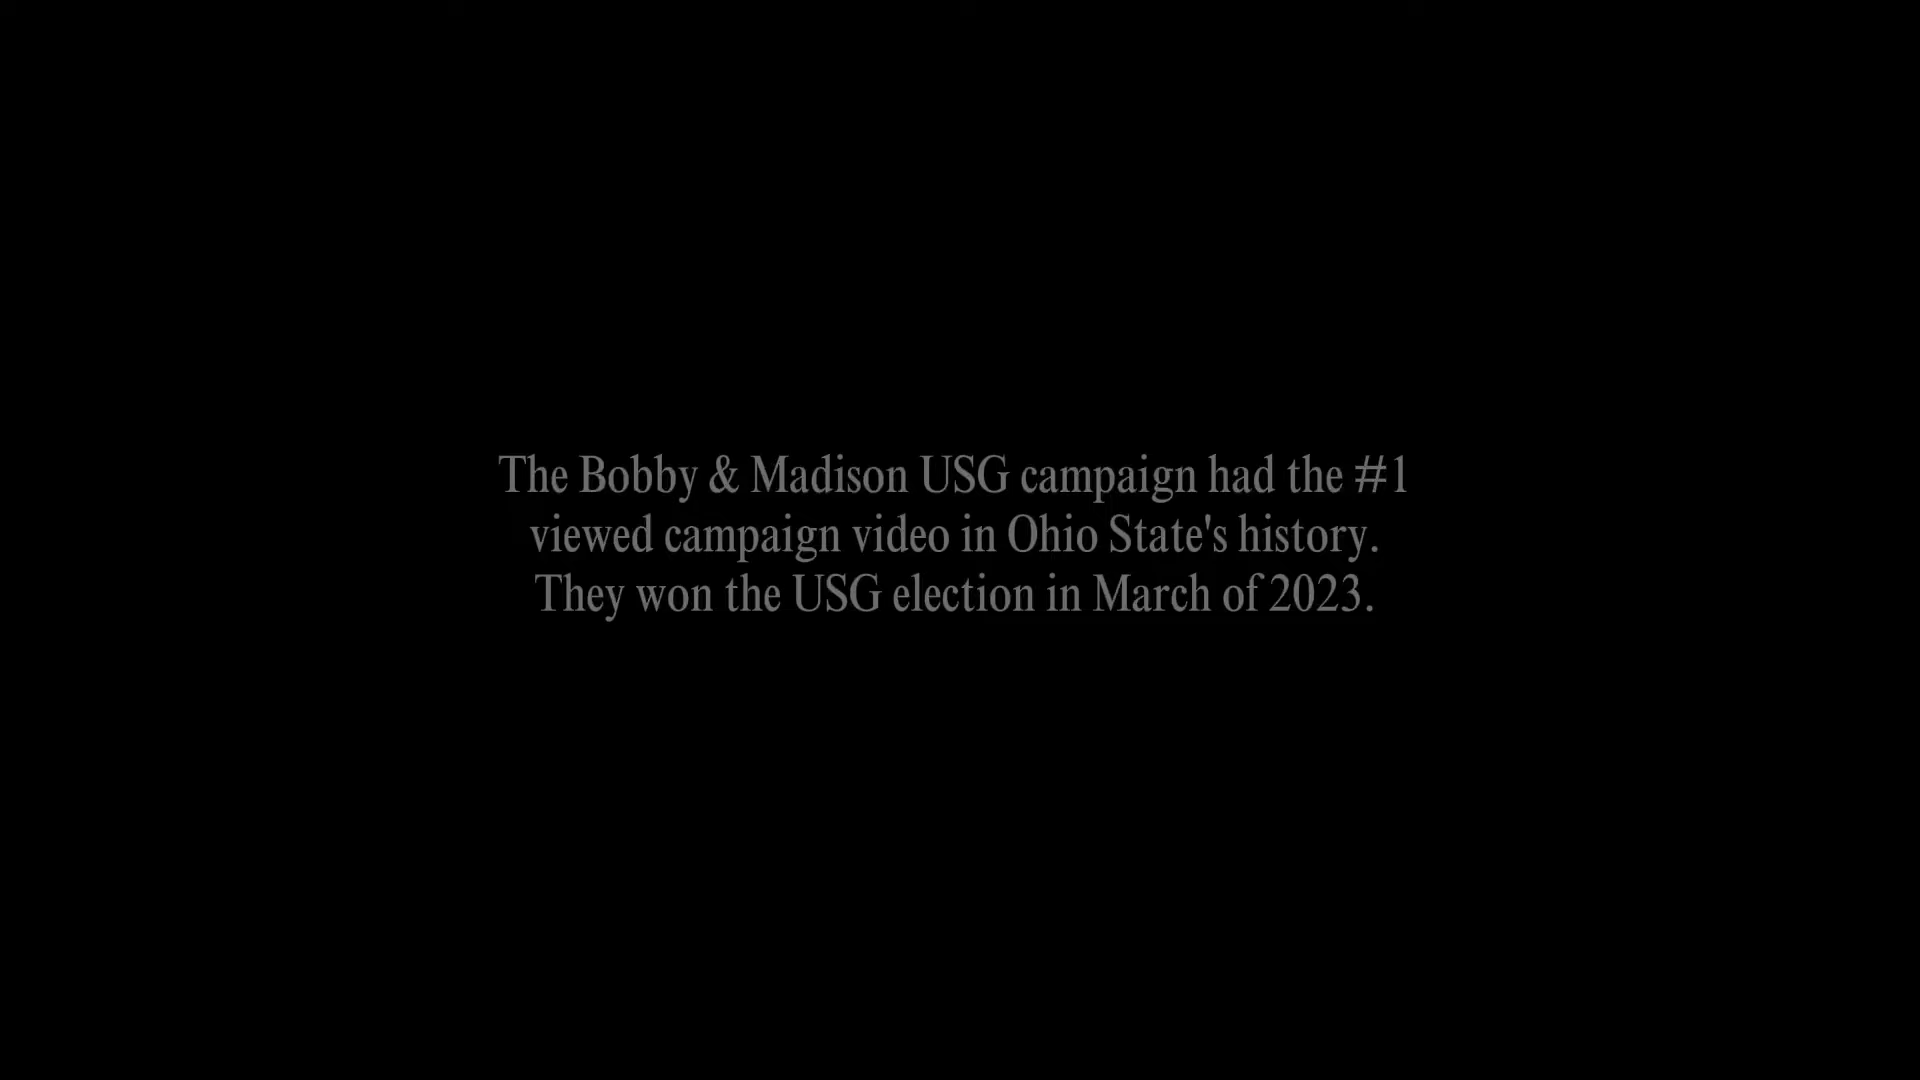 The Bobby & Madison USG campaign had the #1
viewed campaign video in Ohio State's history.
They won the USG election in March of 2023.